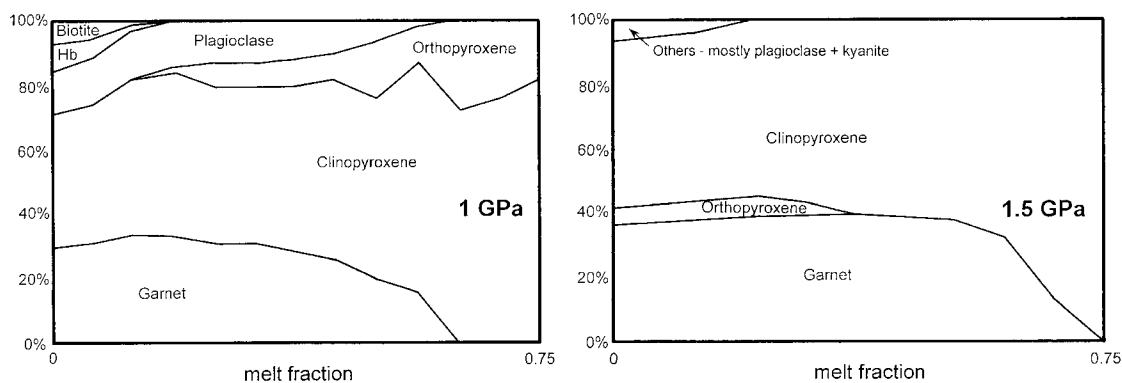 100%
80%
60%
40%
20%
0%
Biotite
Hb
Plagioclase
Orthopyroxene
Clinopyroxene
1 GPa
Garnet
0
0.75
melt fraction
100%
80%
60%
40%
20%
0%
Others - mostly plagioclase + kyanite
Clinopyroxene
Orthopyroxene
1.5 GPa
Garnet
0
0.75
melt fraction